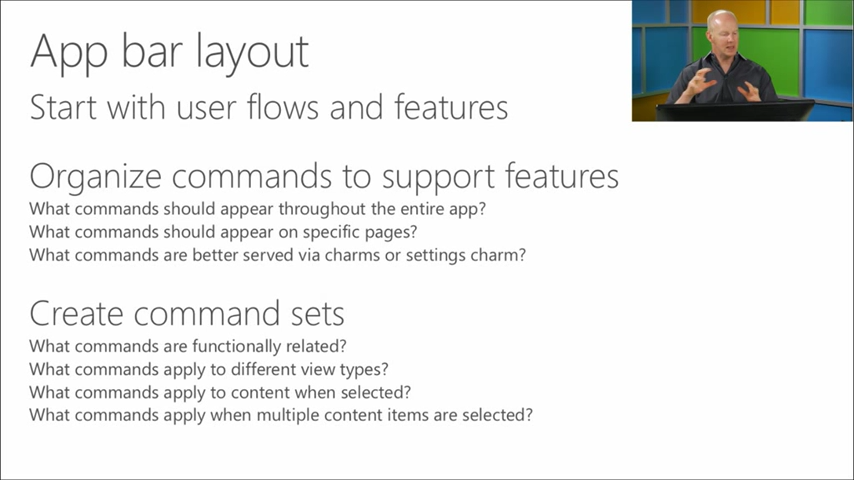 App bar layout
Start with user flows and features
Organize commands to support features
What commands should appear throughout the entire app?
What commands should appear on specific pages?
What commands are better served via charms or settings charm?
Create command sets
What commands are functionally related?
What commands apply to different view types?
What commands apply to content when selected?
What commands apply when multiple content items are selected?